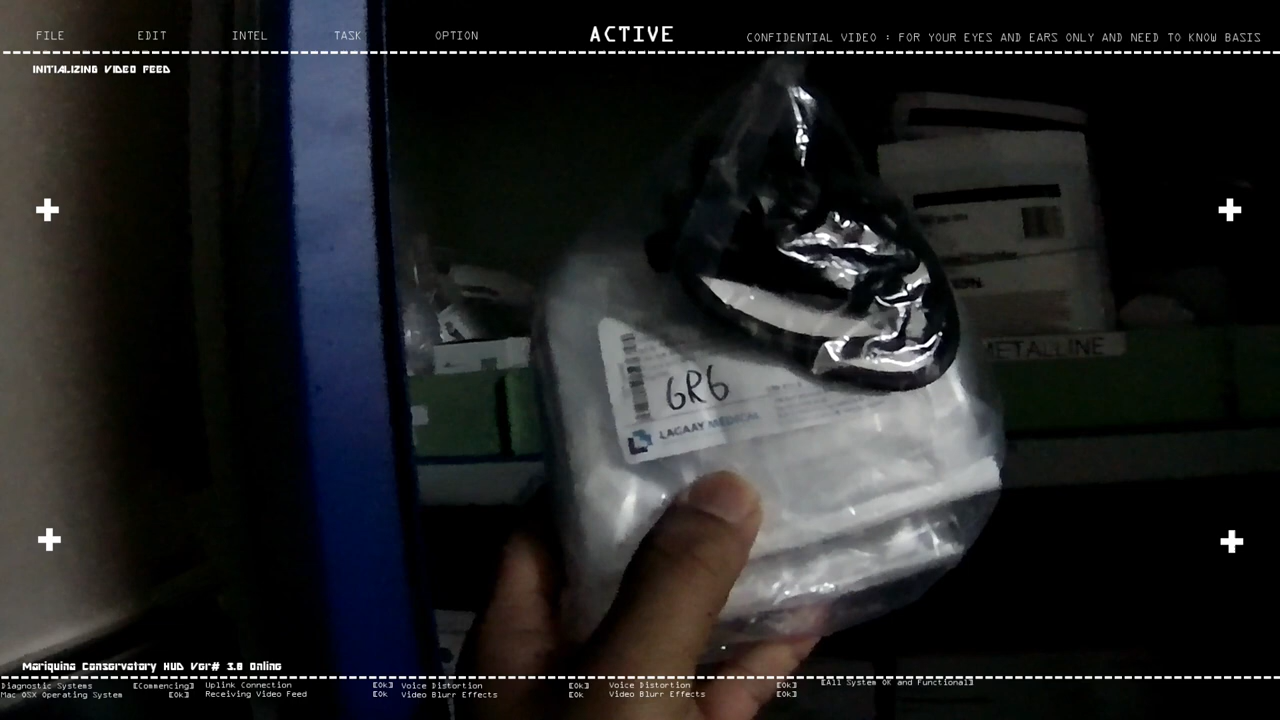 FILE EDIT INTEL TASK OPTION ACTIVE CONFIDENTIAL VIDEO : FOR YOUR EYES AND EARS ONLY AND NEED TO KNOW BASIS
INITIALIZING VIDEO FEED
METALLINE
6R6
LAGAAY MEDICAL
Mariquina Conservatory HUD Ver# 3.0 Online
Diagnostic Systems [Commencing] Uplink Connection [Ok] Voice Distortion [Ok] Voice Distortion [Ok] [All System OK and Functional]
Mac OSX Operating System [Ok] Receiving Video Feed [Ok Video Blurr Effects [Ok Video Blurr Effects [Ok]